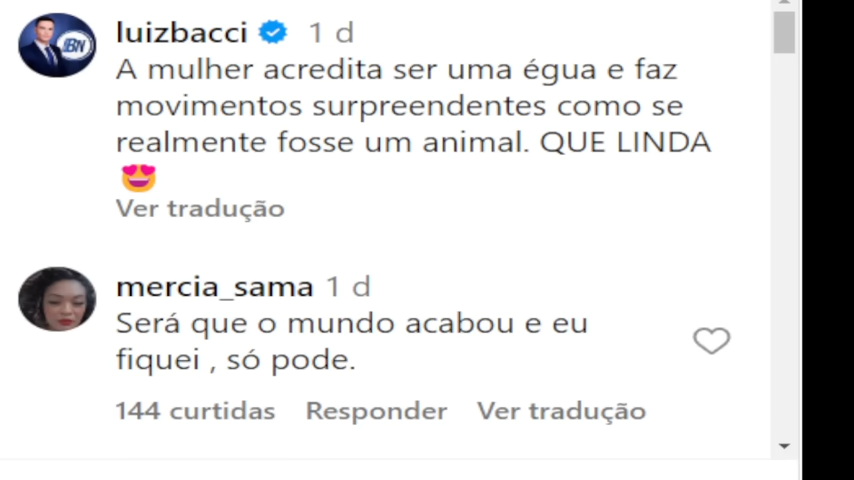 luizbacci 1 d
A mulher acredita ser uma égua e faz
movimentos surpreendentes como se
realmente fosse um animal. QUE LINDA
😍
Ver tradução
mercia_sama 1 d
Será que o mundo acabou e eu
fiquei , só pode.
144 curtidas Responder Ver tradução